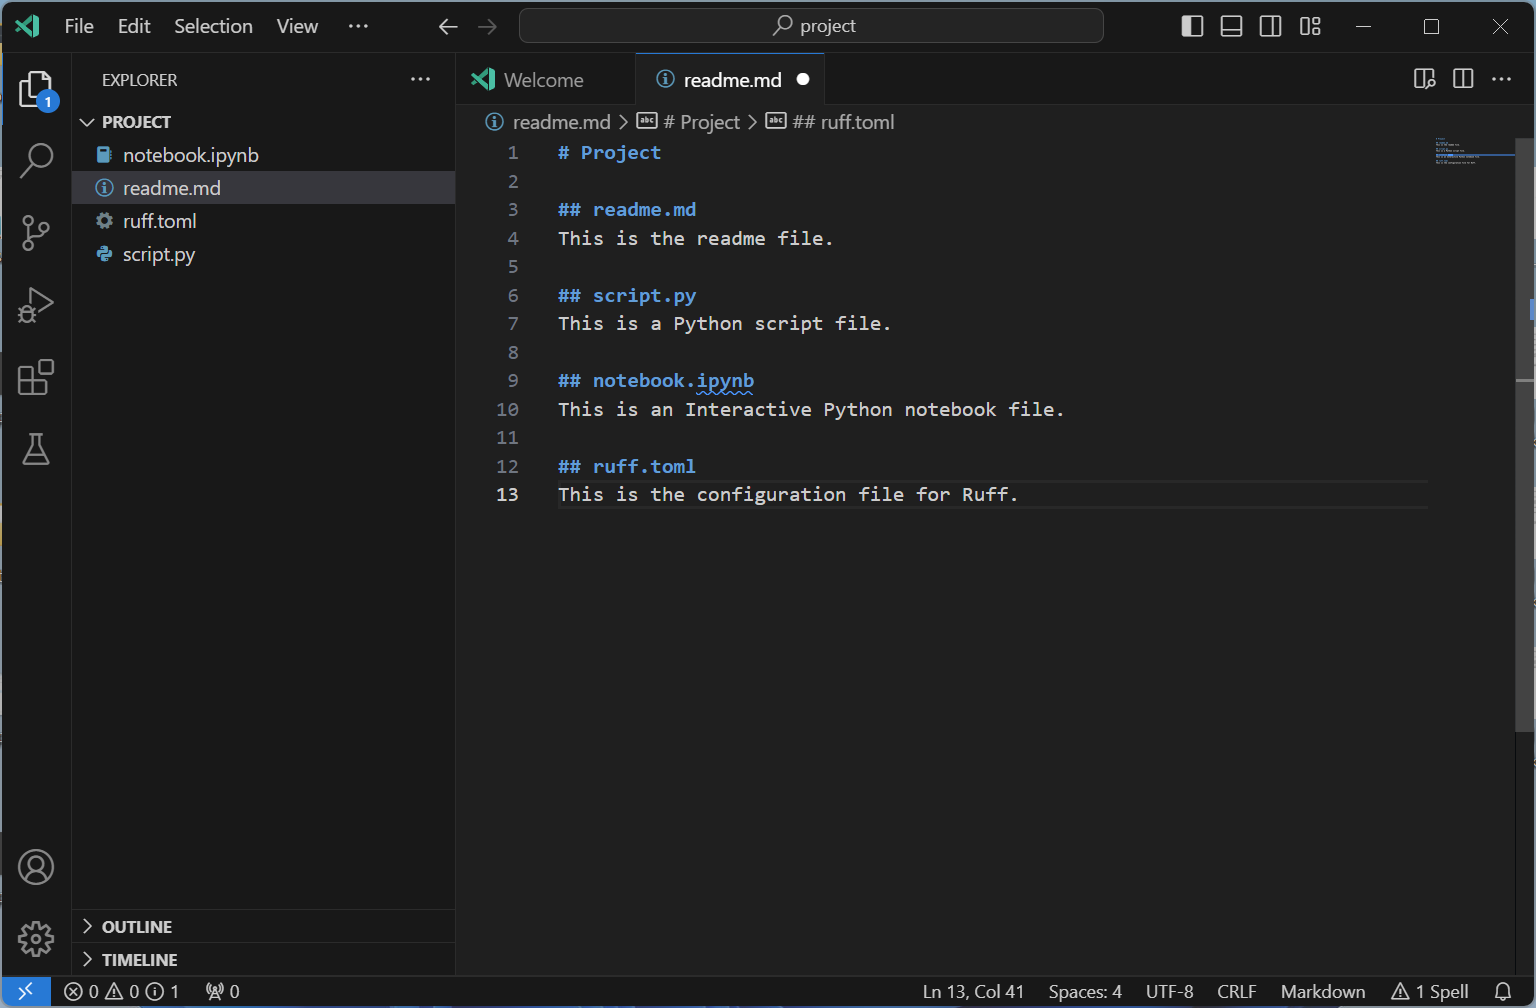 File Edit Selection View ··· project
EXPLORER ···
Welcome readme.md
1
PROJECT
notebook.ipynb
readme.md
ruff.toml
script.py
readme.md > abc # Project > abc ## ruff.toml
1 # Project
2
3 ## readme.md
4 This is the readme file.
5
6 ## script.py
7 This is a Python script file.
8
9 ## notebook.ipynb
10 This is an Interactive Python notebook file.
11
12 ## ruff.toml
13 This is the configuration file for Ruff.
OUTLINE
TIMELINE
0 0 1 0 Ln 13, Col 41 Spaces: 4 UTF-8 CRLF Markdown 1 Spell